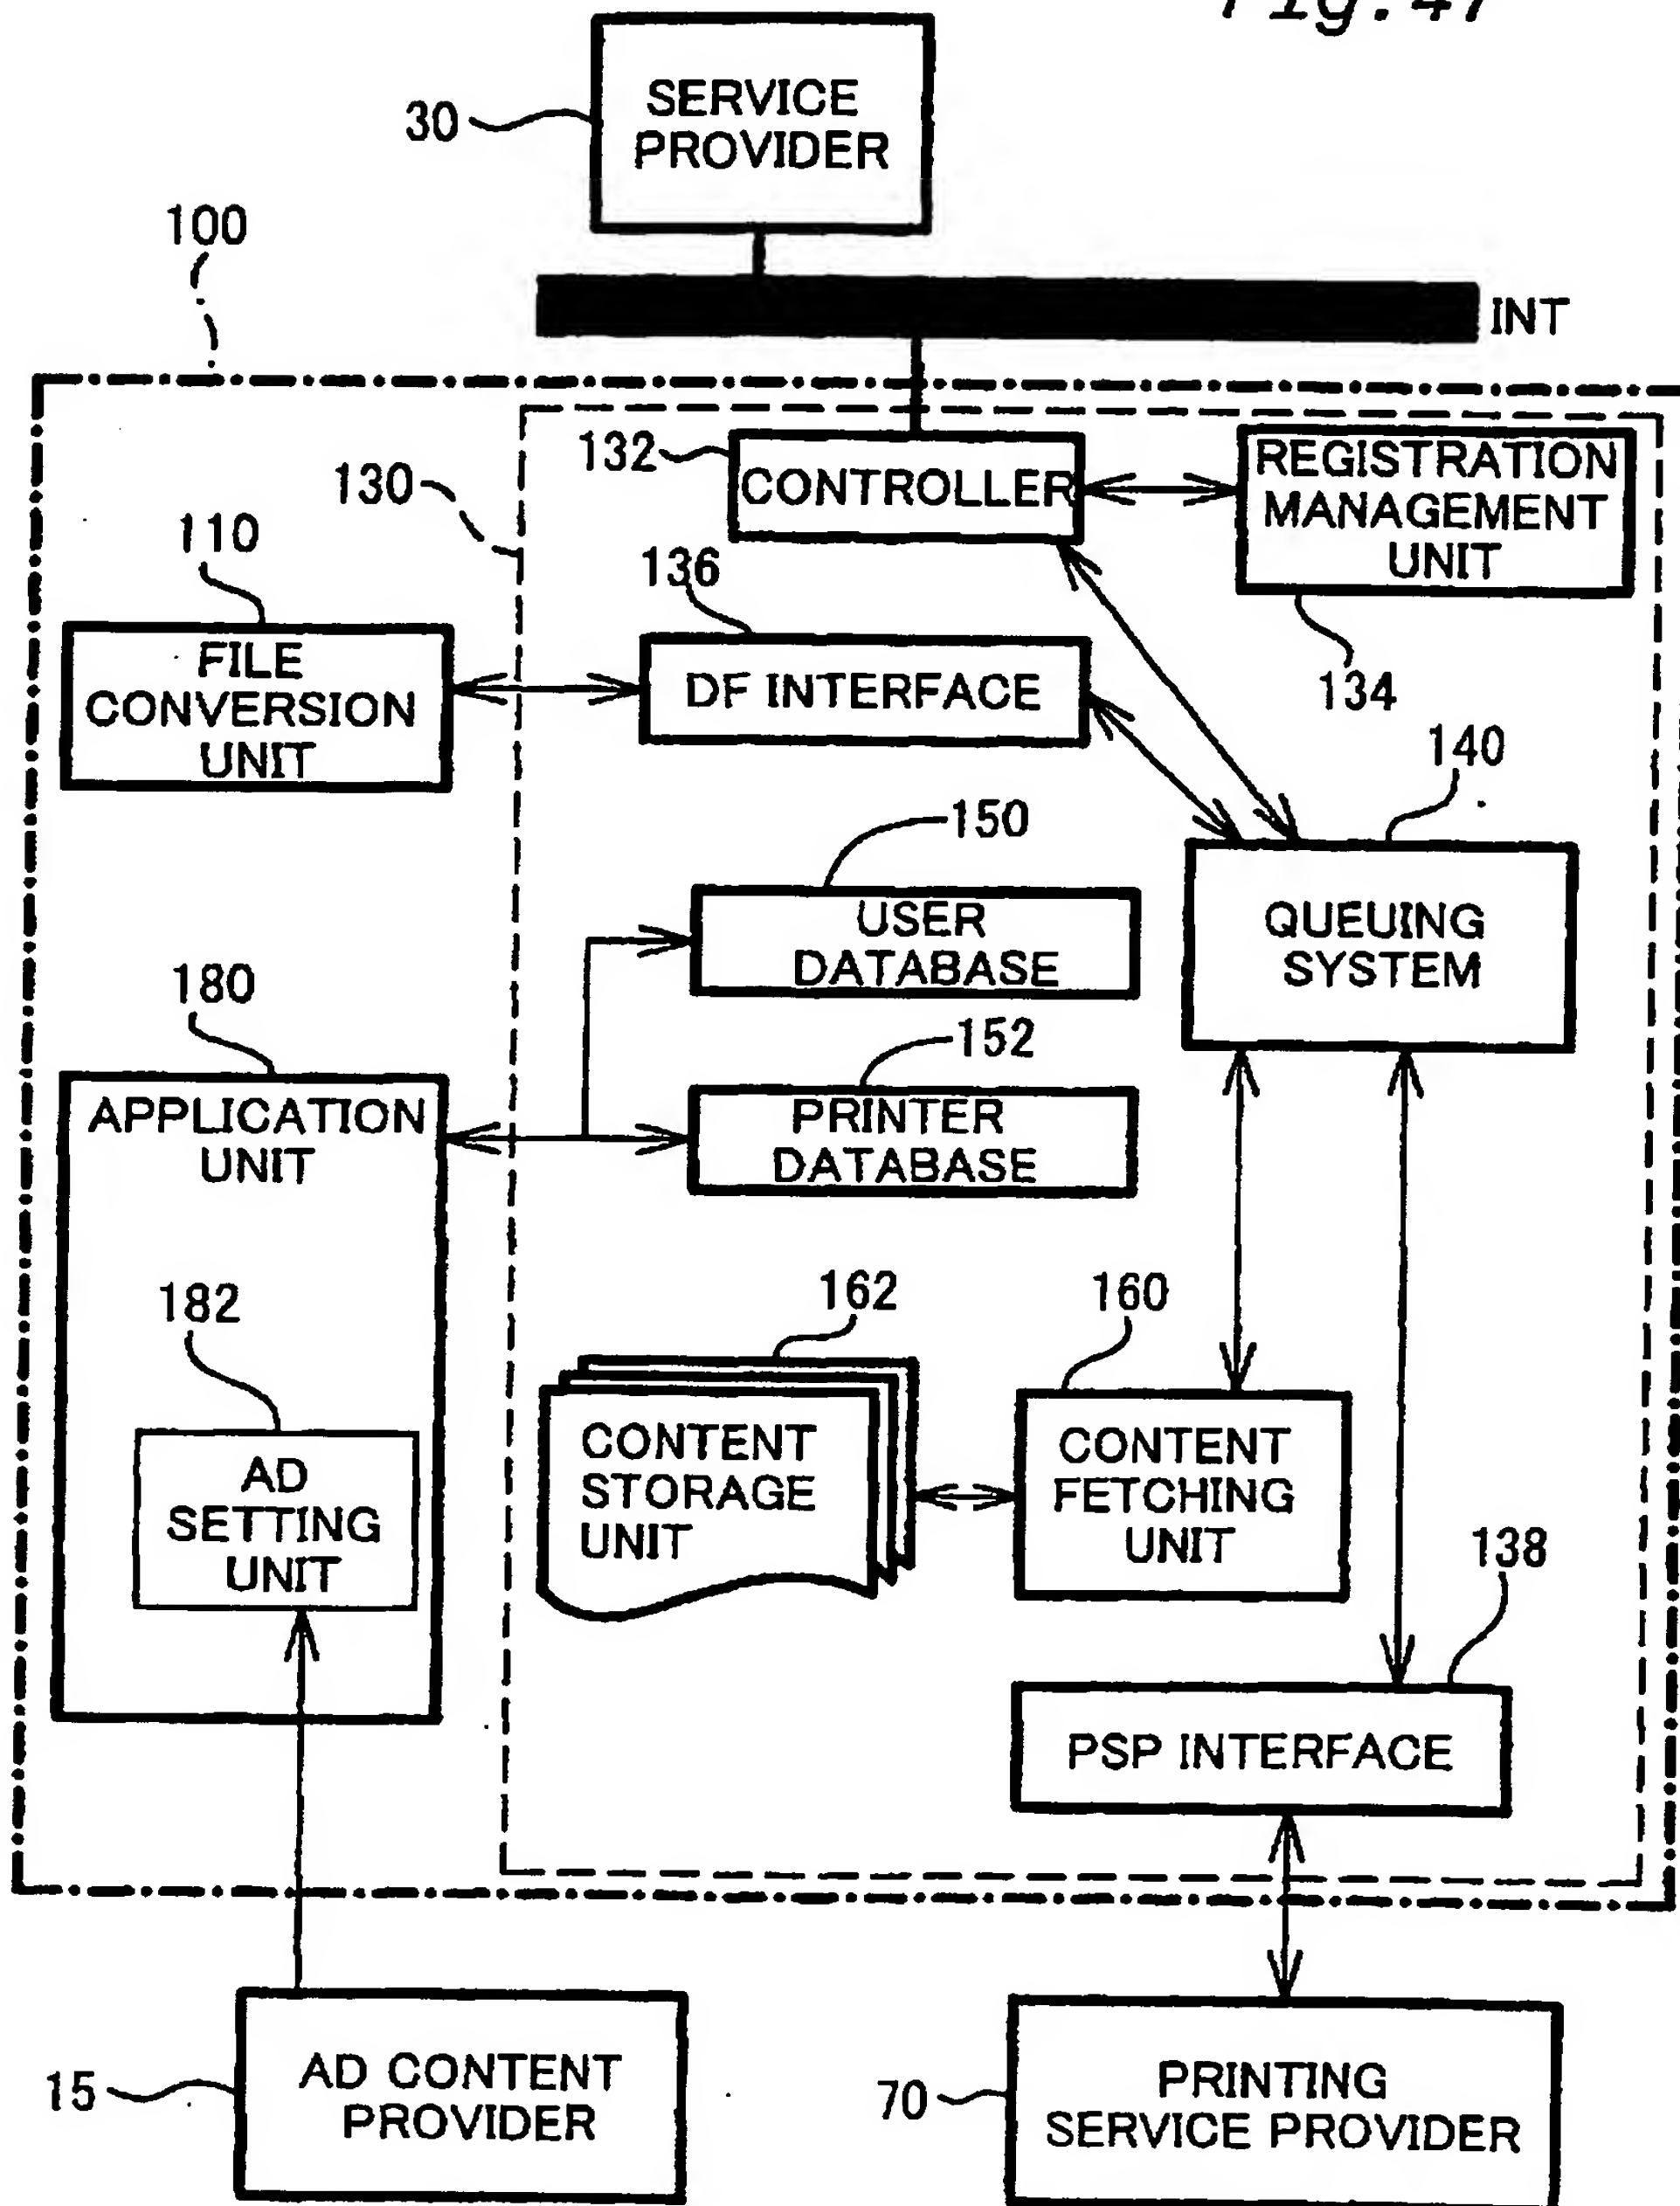 Fig. 47
SERVICE
PROVIDER
30
100
INT
132
CONTROLLER
REGISTRATION
MANAGEMENT
UNIT
130
110
136
134
FILE
CONVERSION
UNIT
DF INTERFACE
140
150
USER
DATABASE
QUEUING
SYSTEM
180
152
APPLICATION
UNIT
PRINTER
DATABASE
182
162
160
AD
SETTING
UNIT
CONTENT
STORAGE
UNIT
CONTENT
FETCHING
UNIT
138
PSP INTERFACE
15
AD CONTENT
PROVIDER
70
PRINTING
SERVICE PROVIDER